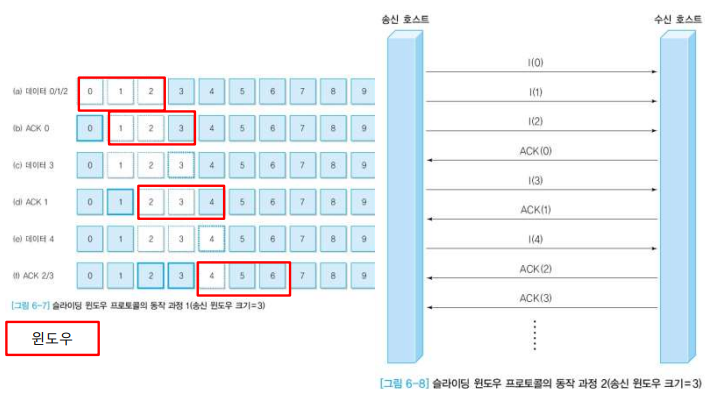 (a) 데이터 0/1/2 0 1 2 3 4 5 6 7 8 9
(b) ACK 0 0 1 2 3 4 5 6 7 8 9
(c) 데이터 3 0 1 2 3 4 5 6 7 8 9
(d) ACK 1 0 1 2 3 4 5 6 7 8 9
(e) 데이터 4 0 1 2 3 4 5 6 7 8 9
(f) ACK 2/3 0 1 2 3 4 5 6 7 8 9
[그림 6-7] 슬라이딩 윈도우 프로토콜의 동작 과정 1(송신 윈도우 크기=3)
윈도우
송신 호스트 수신 호스트
I(0)
I(1)
I(2)
ACK(0)
I(3)
ACK(1)
I(4)
ACK(2)
ACK(3)
[그림 6-8] 슬라이딩 윈도우 프로토콜의 동작 과정 2(송신 윈도우 크기=3)